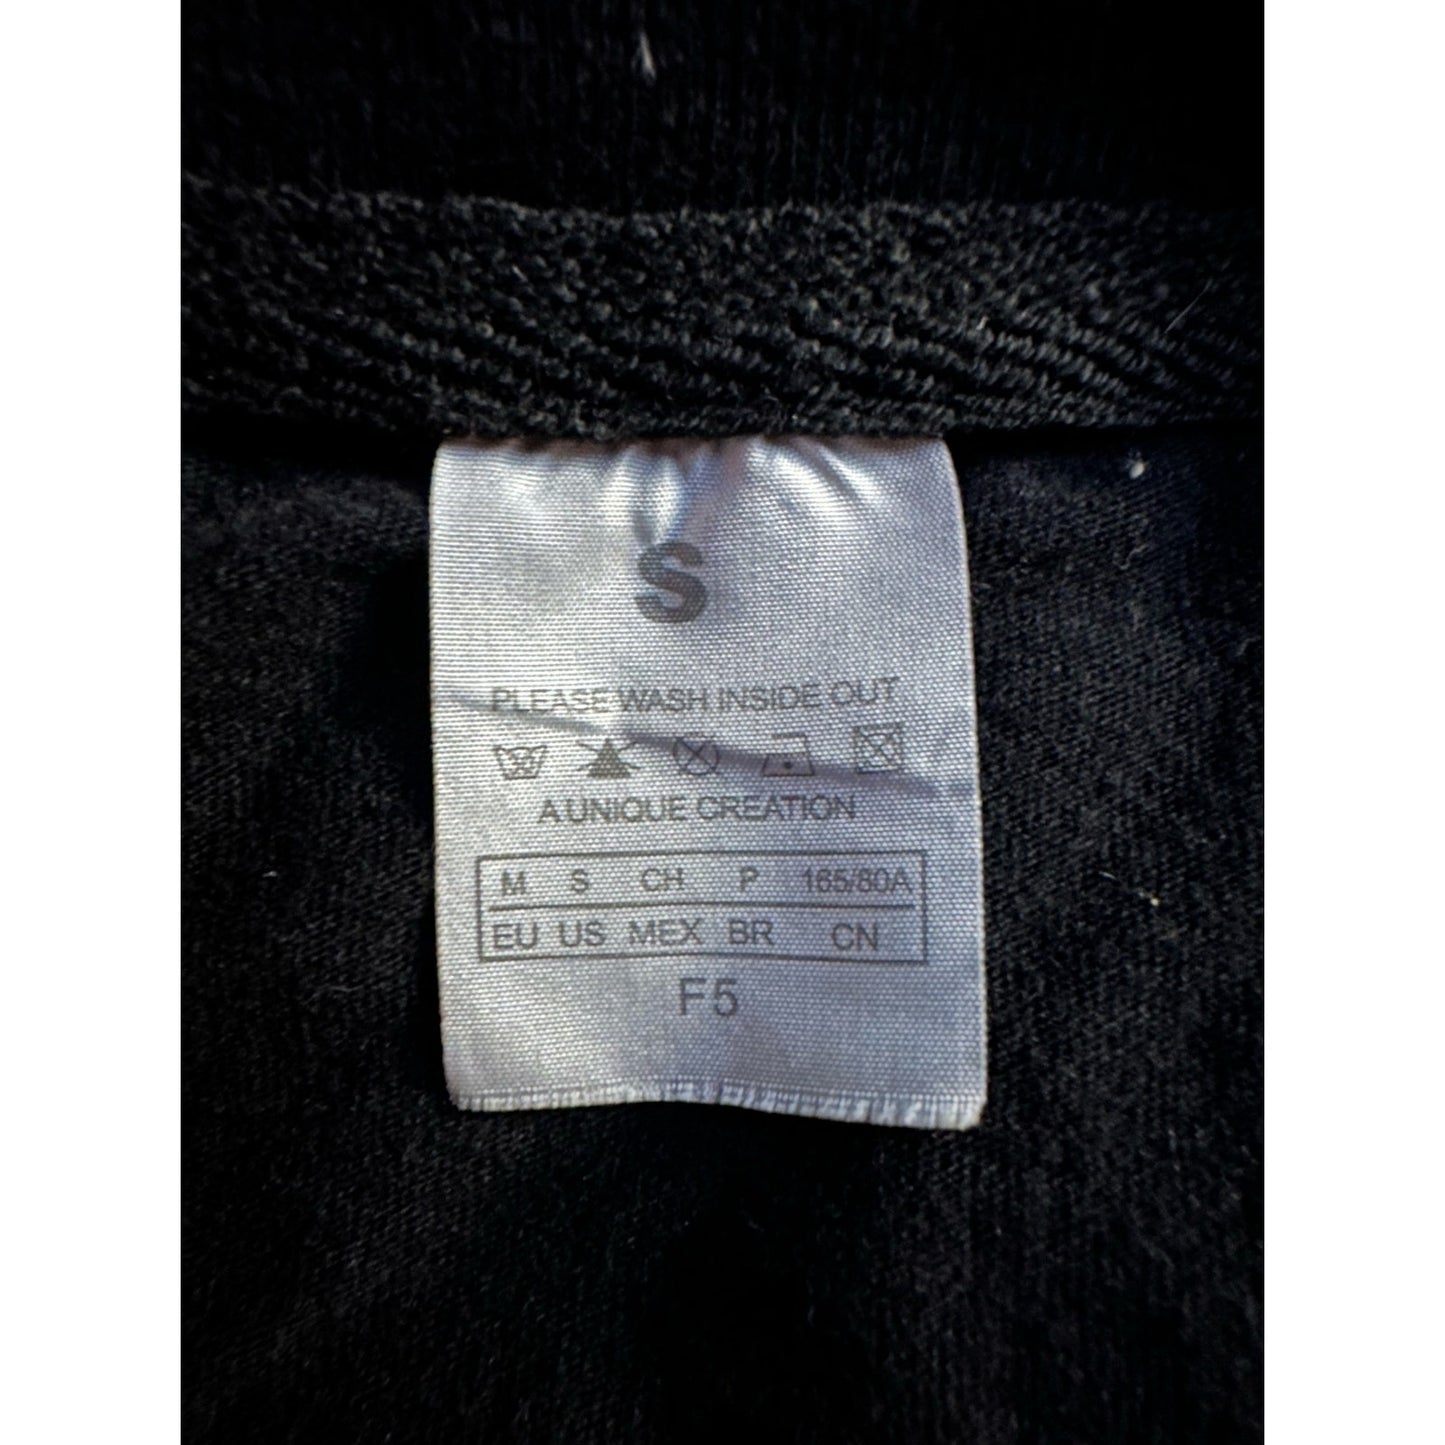 S
PLEASE WASH INSIDE OUT
A UNIQUE CREATION
M S CH P 165/80A
EU US MEX BR CN
F5